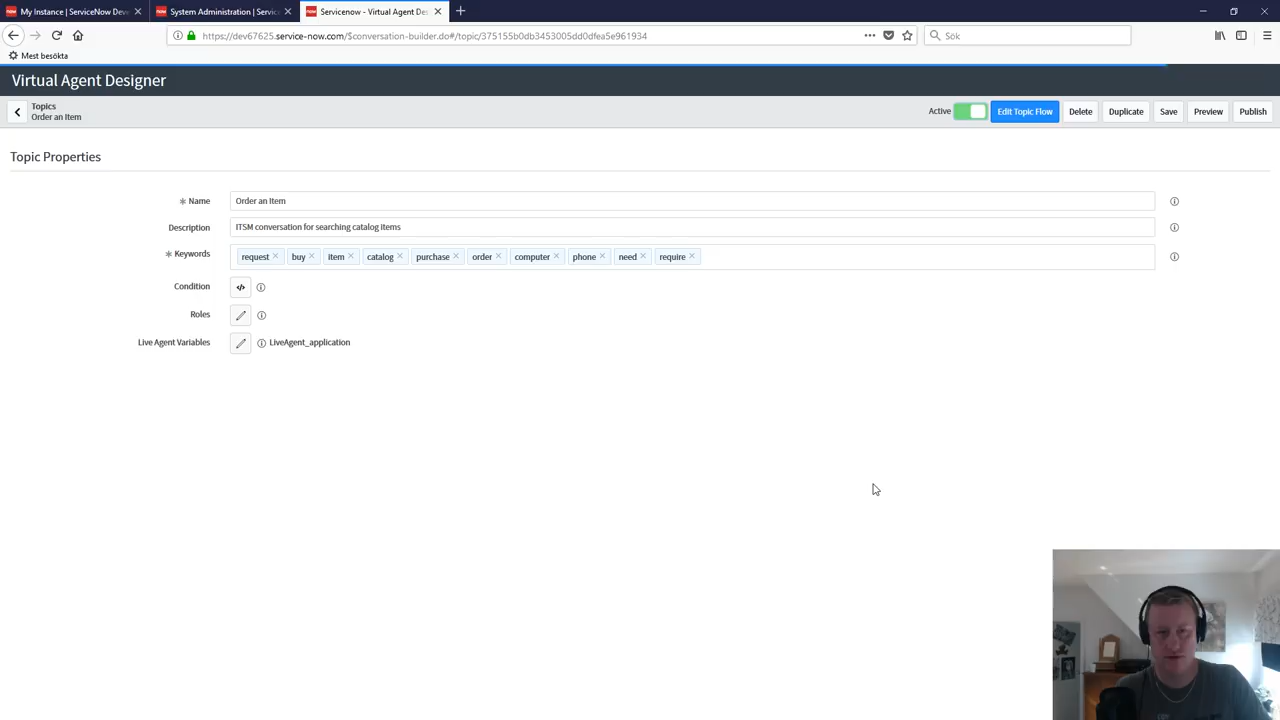 My Instance | ServiceNow Deve
System Administration | Service
Servicenow - Virtual Agent Des
https://dev67625.service-now.com/$conversation-builder.do#/topic/375155b0db3453005dd0dfea5e961934
Sök
Mest besökta
Virtual Agent Designer
Topics
Order an Item
Active
Edit Topic Flow
Delete
Duplicate
Save
Preview
Publish
Topic Properties
✱ Name
Order an Item
Description
ITSM conversation for searching catalog items
✱ Keywords
request × buy × item × catalog × purchase × order × computer × phone × need × require ×
Condition
Roles
Live Agent Variables
LiveAgent_application